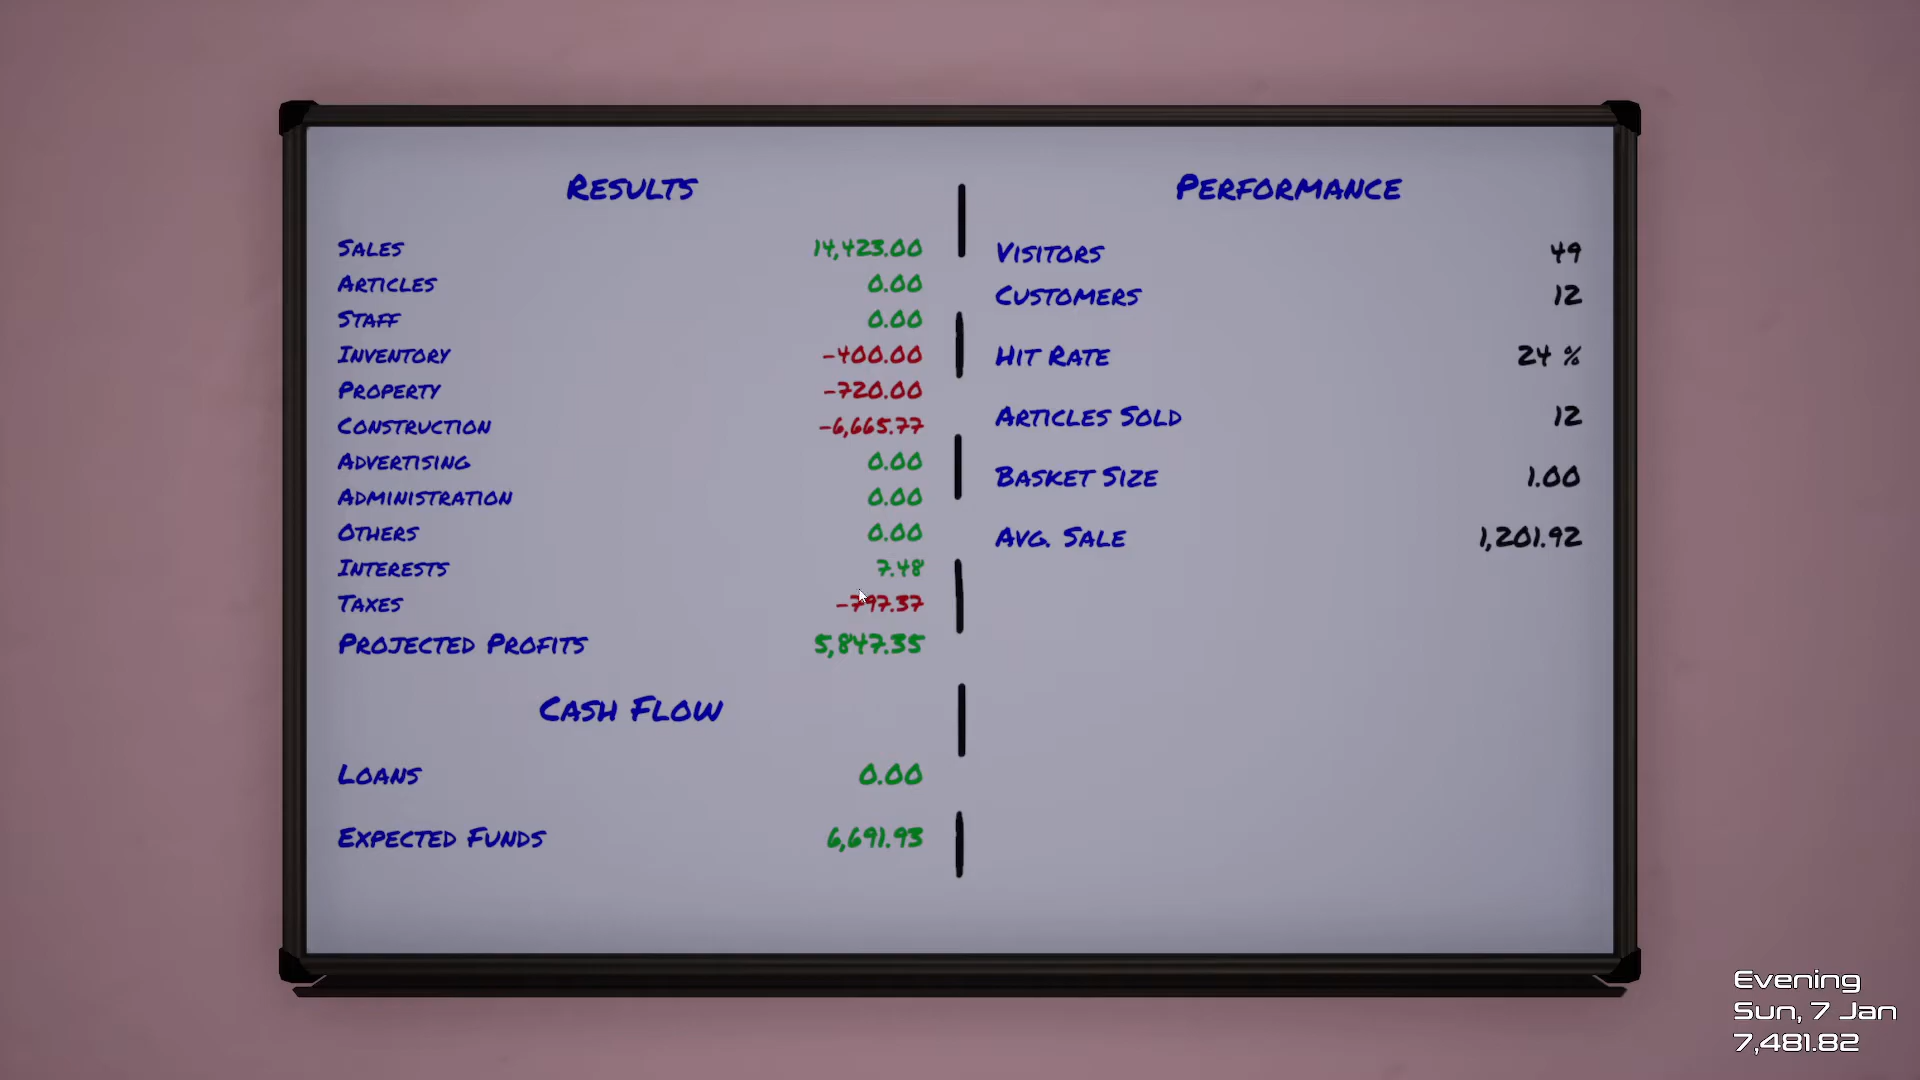 Results
Sales 14,423.00
Articles 0.00
Staff 0.00
Inventory -400.00
Property -720.00
Construction -6,665.77
Advertising 0.00
Administration 0.00
Others 0.00
Interests 7.48
Taxes -797.37
Projected Profits 5,847.35
Cash Flow
Loans 0.00
Expected Funds 6,691.93
Performance
Visitors 49
Customers 12
Hit Rate 24 %
Articles Sold 12
Basket Size 1.00
Avg. Sale 1,201.92
Evening
Sun, 7 Jan
7,481.82